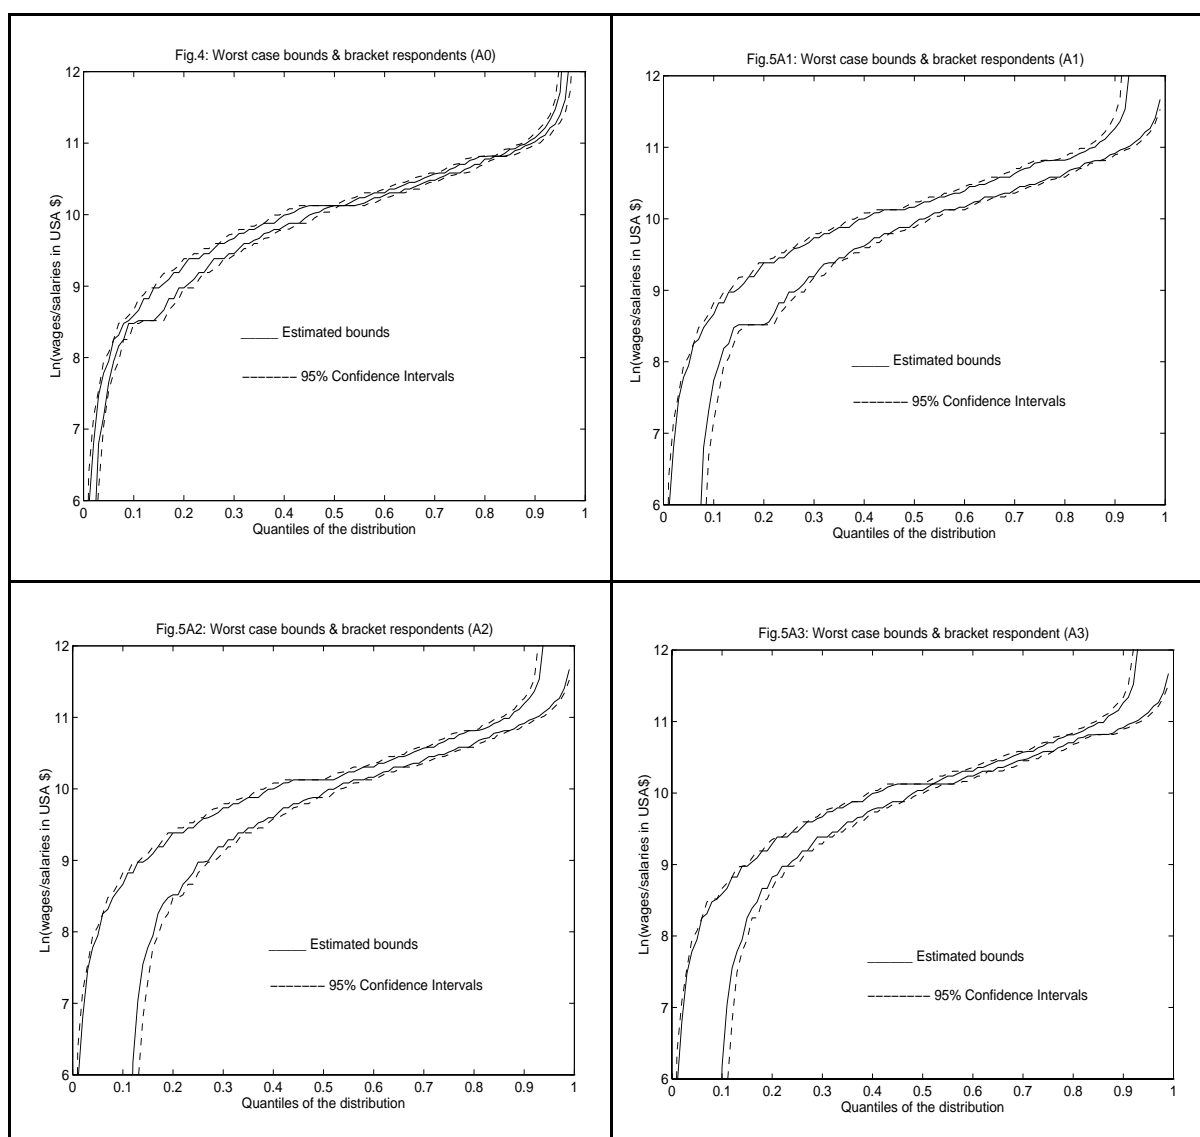 Fig.4: Worst case bounds & bracket respondents (A0)
12
11
10
9
8
7
6
Ln(wages/salaries in USA $)
_____ Estimated bounds
------- 95% Confidence Intervals
0 0.1 0.2 0.3 0.4 0.5 0.6 0.7 0.8 0.9 1
Quantiles of the distribution
Fig.5A1: Worst case bounds & bracket respondents (A1)
12
11
10
9
8
7
6
Ln(wages/salaries in USA $)
_____ Estimated bounds
------- 95% Confidence Intervals
0 0.1 0.2 0.3 0.4 0.5 0.6 0.7 0.8 0.9 1
Quantiles of the distribution
Fig.5A2: Worst case bounds & bracket respondents (A2)
12
11
10
9
8
7
6
Ln(wages/salaries in USA $)
_____ Estimated bounds
------- 95% Confidence Intervals
0 0.1 0.2 0.3 0.4 0.5 0.6 0.7 0.8 0.9 1
Quantiles of the distribution
Fig.5A3: Worst case bounds & bracket respondent (A3)
12
11
10
9
8
7
6
Ln(wages/salaries in USA$)
______ Estimated bounds
-------- 95% Confidence Intervals
0 0.1 0.2 0.3 0.4 0.5 0.6 0.7 0.8 0.9 1
Quantiles of the distribution